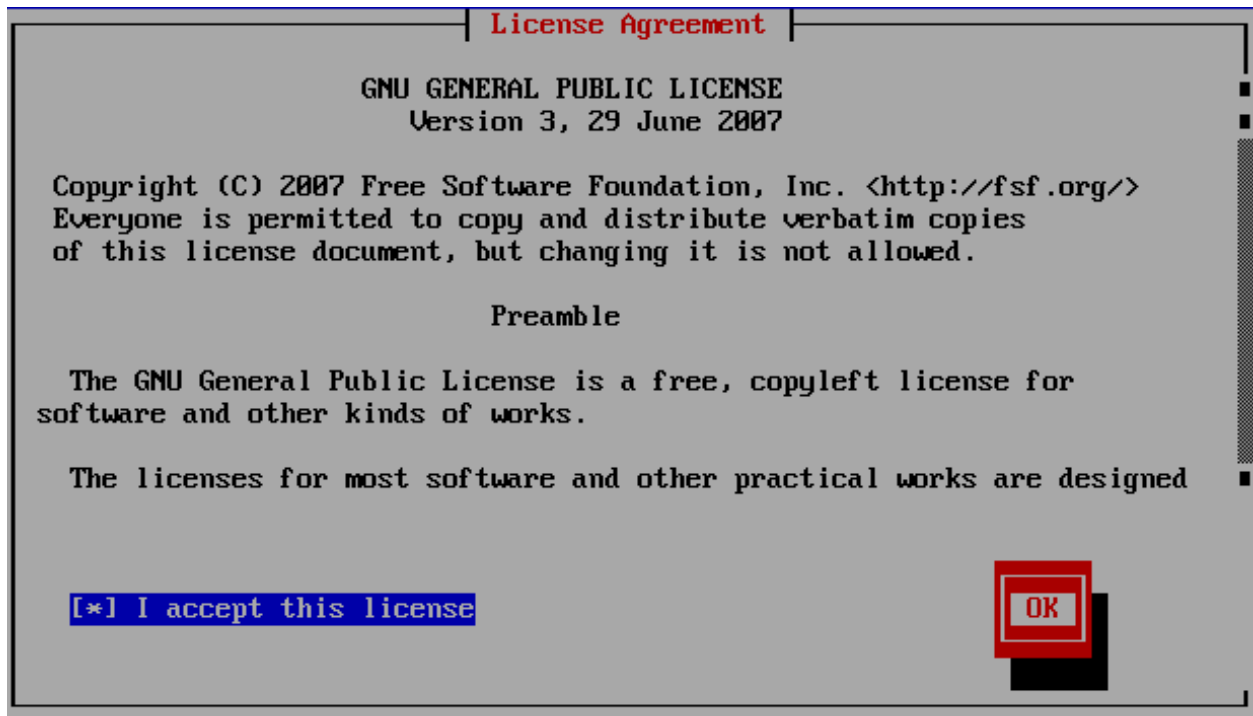 License Agreement
GNU GENERAL PUBLIC LICENSE
Version 3, 29 June 2007
Copyright (C) 2007 Free Software Foundation, Inc. <http://fsf.org/>
Everyone is permitted to copy and distribute verbatim copies
of this license document, but changing it is not allowed.
Preamble
The GNU General Public License is a free, copyleft license for
software and other kinds of works.
The licenses for most software and other practical works are designed
[*] I accept this license
OK